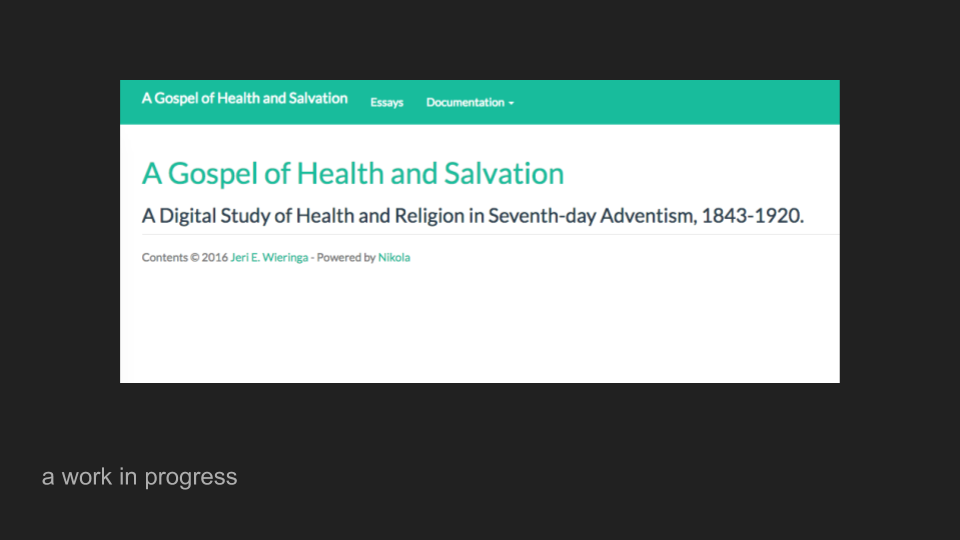 A Gospel of Health and Salvation Essays Documentation
A Gospel of Health and Salvation
A Digital Study of Health and Religion in Seventh-day Adventism, 1843-1920.
Contents © 2016 Jeri E. Wieringa - Powered by Nikola
a work in progress